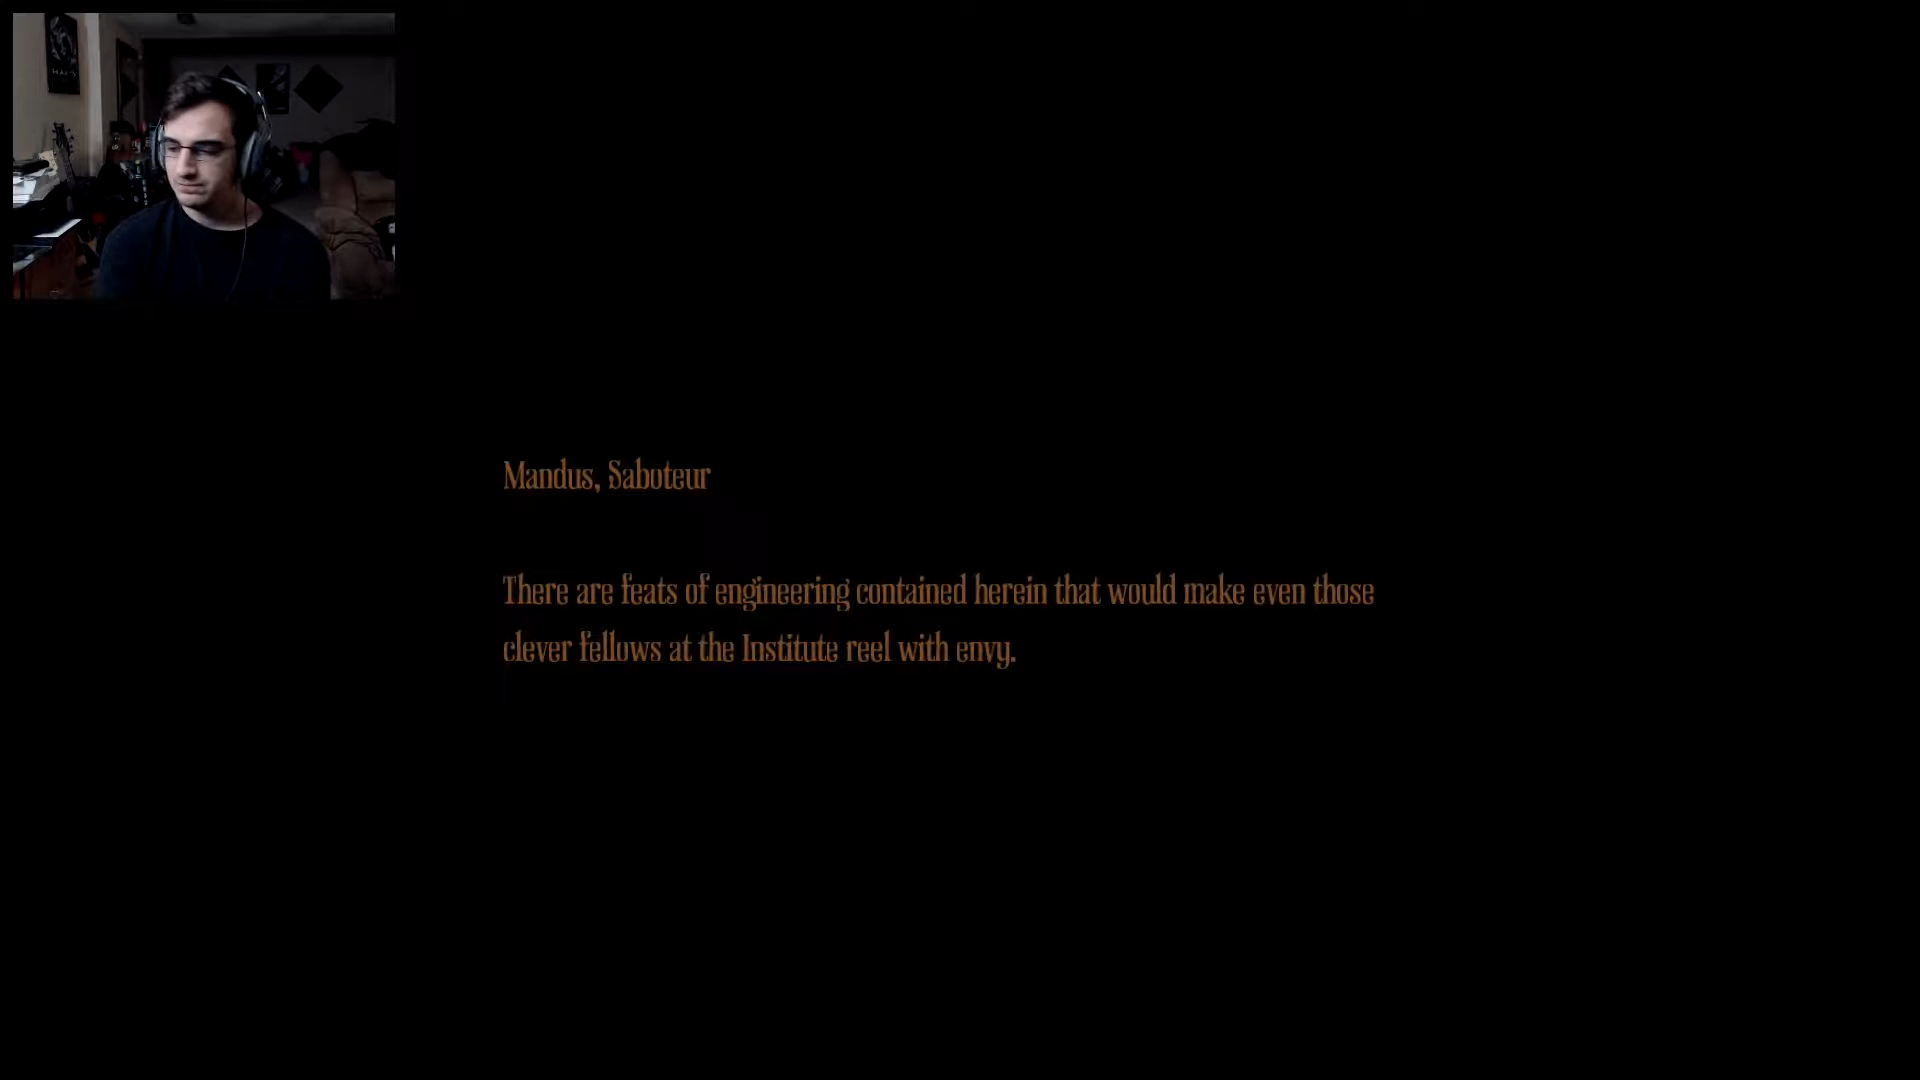 Mandus, Saboteur
There are feats of engineering contained herein that would make even those
clever fellows at the Institute reel with envy.